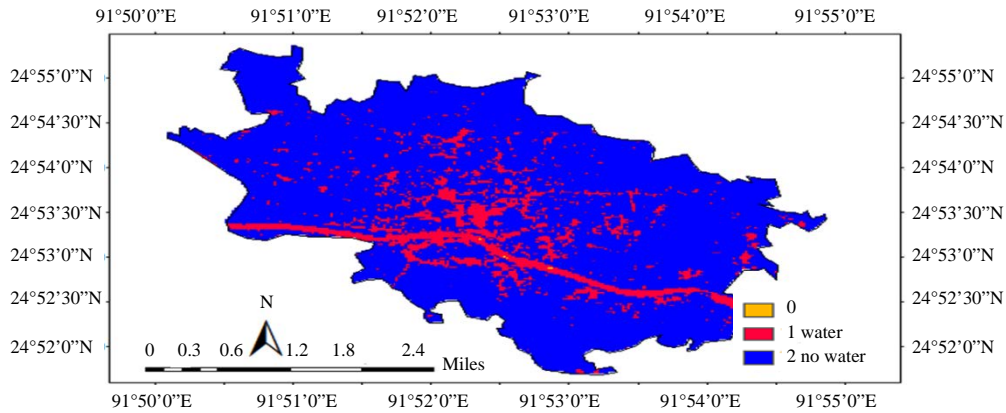 91°50’0”E 91°51’0”E 91°52’0”E 91°53’0”E 91°54’0”E 91°55’0”E
24°55’0”N 24°55’0”N
24°54’30”N 24°54’30”N
24°54’0”N 24°54’0”N
24°53’30”N 24°53’30”N
24°53’0”N 24°53’0”N
24°52’30”N 24°52’30”N
24°52’0”N 24°52’0”N
N
0 0.3 0.6 1.2 1.8 2.4
Miles
0
1 water
2 no water
91°50’0”E 91°51’0”E 91°52’0”E 91°53’0”E 91°54’0”E 91°55’0”E